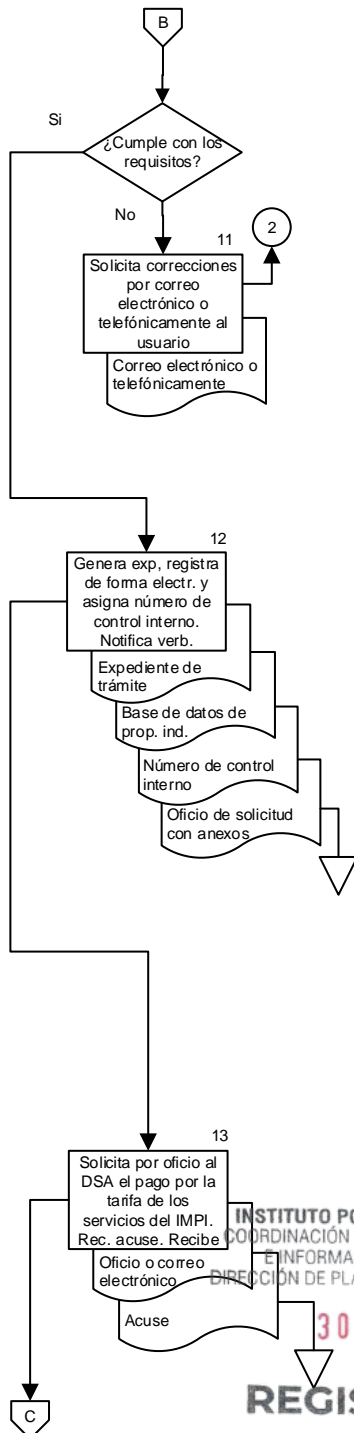 B
Si
¿Cumple con los
requisitos?
No
11
2
Solicita correcciones
por correo
electrónico o
telefónicamente al
usuario
Correo electrónico o
telefónicamente
12
Genera exp, registra
de forma electr. y
asigna número de
control interno.
Notifica verb.
Expediente de
trámite
Base de datos de
prop. ind.
Número de control
interno
Oficio de solicitud
con anexos
13
Solicita por oficio al
DSA el pago por la
tarifa de los
servicios del IMPI.
Rec. acuse. Recibe
Oficio o correo
electrónico
Acuse
INSTITUTO PO
COORDINACIÓN
E INFORMA
DIRECCIÓN DE PLA
30
REGIS
C